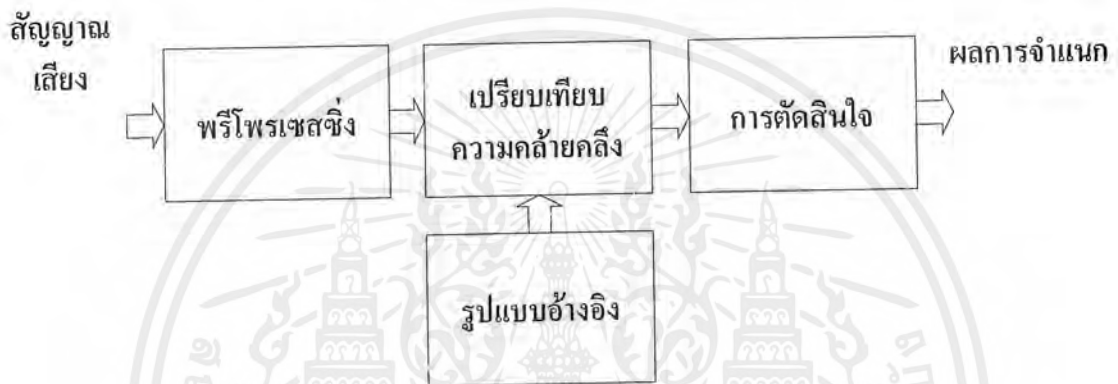 สัญญาณ
เสียง
พรีโพรเซสซิ่ง
เปรียบเทียบ
ความคล้ายคลึง
การตัดสินใจ
ผลการจำแนก
รูปแบบอ้างอิง